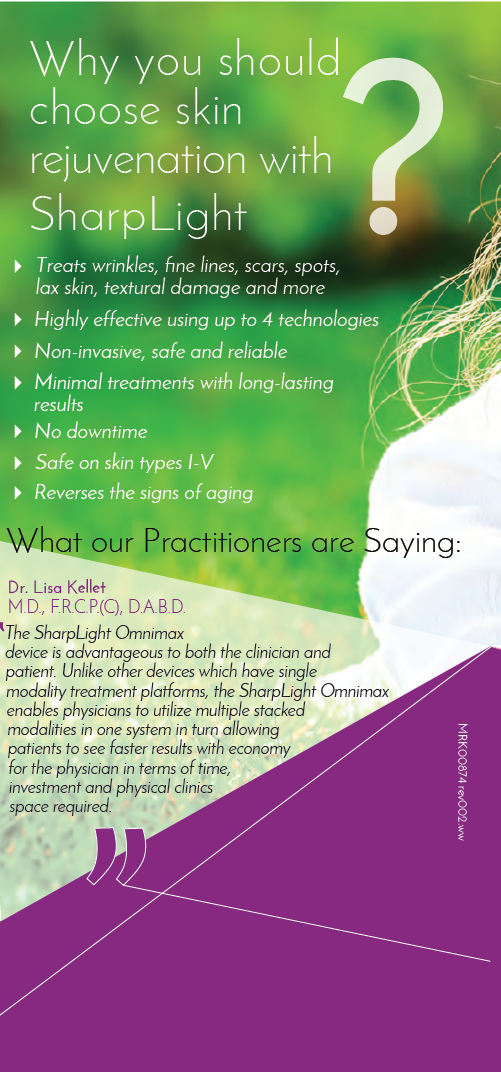 Why you should
choose skin
rejuvenation with
SharpLight
?
Treats wrinkles, fine lines, scars, spots,
lax skin, textural damage and more
Highly effective using up to 4 technologies
Non-invasive, safe and reliable
Minimal treatments with long-lasting
results
No downtime
Safe on skin types I-V
Reverses the signs of aging
What our Practitioners are Saying:
Dr. Lisa Kellet
M.D., F.R.C.P.(C), D.A.B.D.
The SharpLight Omnimax
device is advantageous to both the clinician and
patient. Unlike other devices which have single
modality treatment platforms, the SharpLight Omnimax
enables physicians to utilize multiple stacked
modalities in one system in turn allowing
patients to see faster results with economy
for the physician in terms of time,
investment and physical clinics
space required.
"
MRK00874 rev002.ww